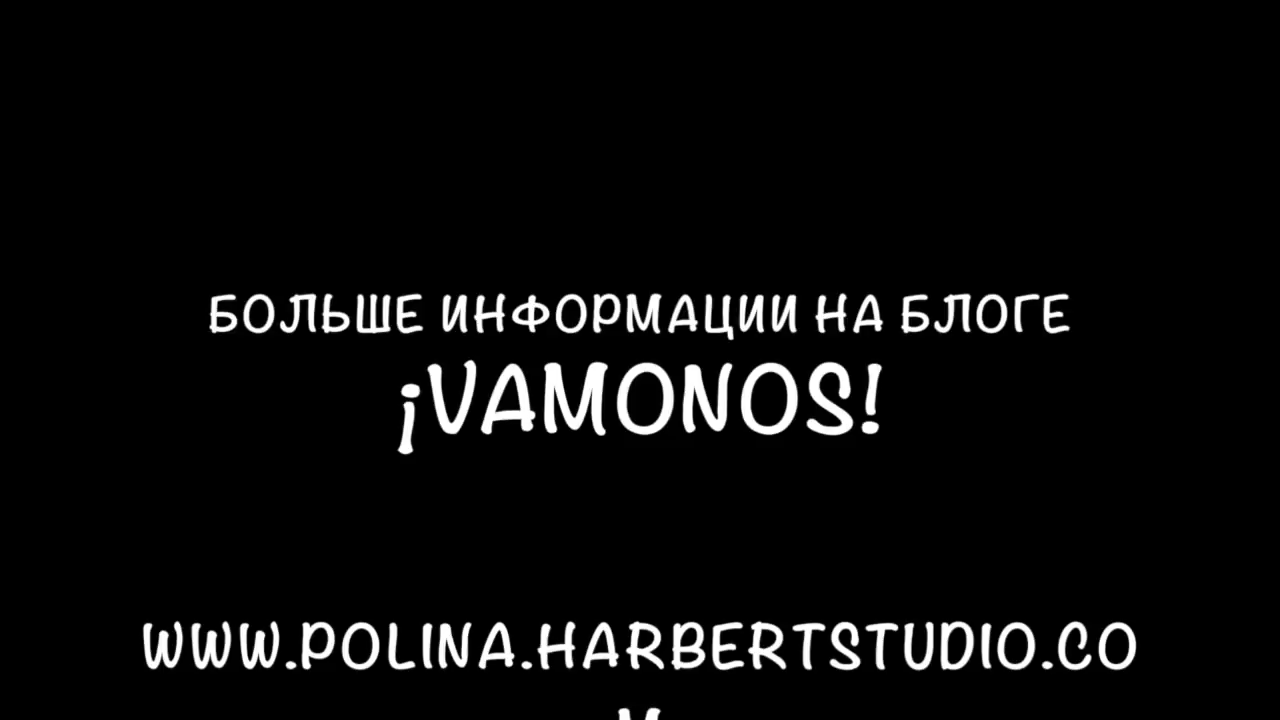 БОЛЬШЕ ИНФОРМАЦИИ НА БЛОГЕ
¡VAMONOS!
WWW.POLINA.HARBERTSTUDIO.CO